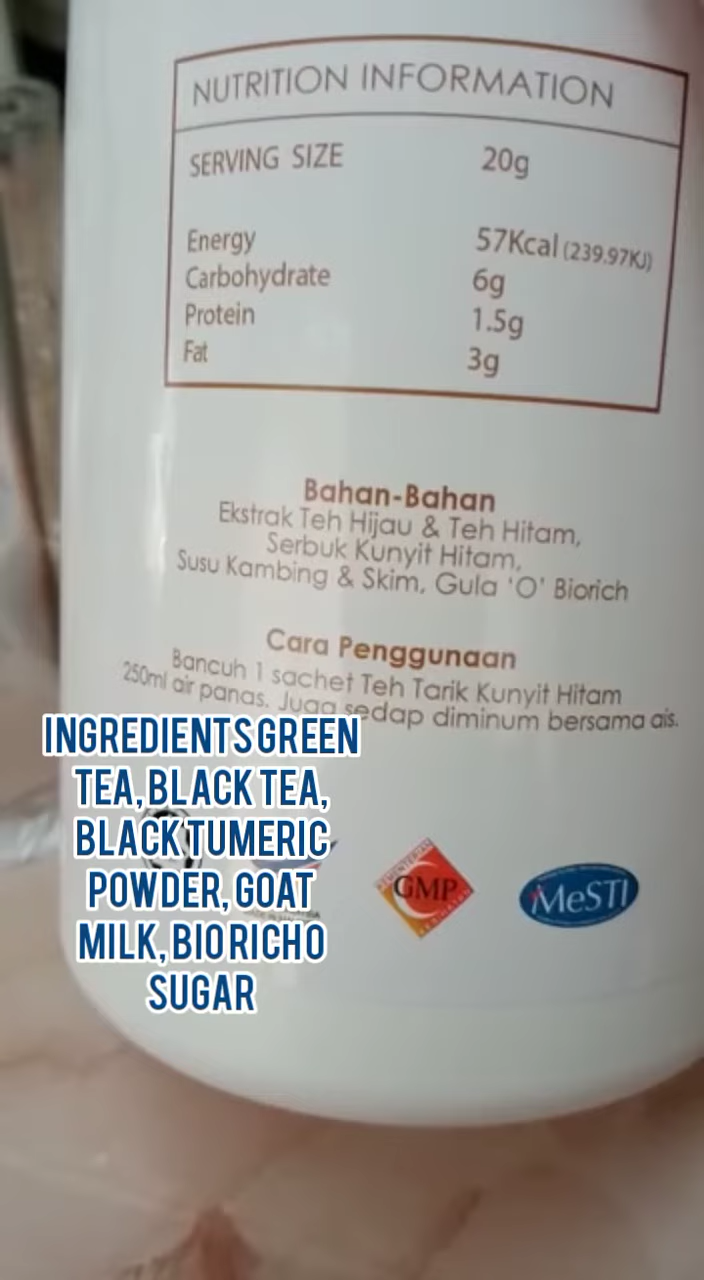 NUTRITION INFORMATION
SERVING SIZE 20g
Energy 57Kcal (239.97KJ)
Carbohydrate 6g
Protein 1.5g
Fat 3g
Bahan-Bahan
Ekstrak Teh Hijau & Teh Hitam,
Serbuk Kunyit Hitam,
Susu Kambing & Skim, Gula 'O' Biorich
Cara Penggunaan
Bancuh 1 sachet Teh Tarik Kunyit Hitam
250ml air panas. Juga sedap diminum bersama ais.
INGREDIENTS GREEN
TEA, BLACK TEA,
BLACK TUMERIC
POWDER, GOAT
MILK, BIORICHO
SUGAR
GMP
MeSTI